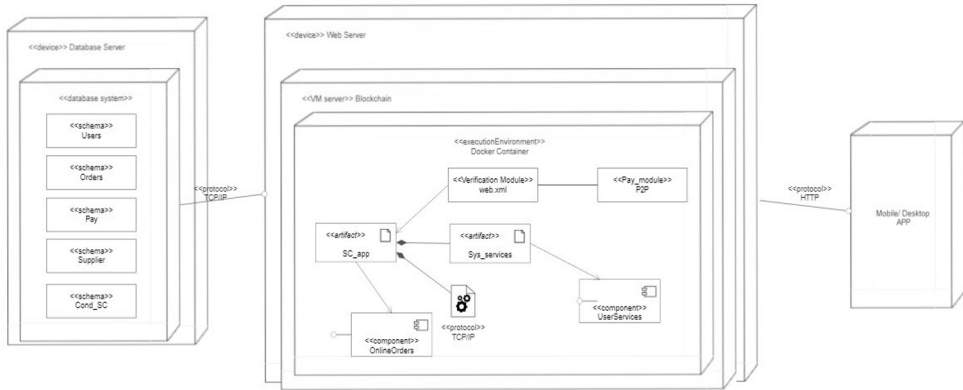 <<device>> Database Server
<<database system>>
<<schema>>
Users
<<schema>>
Orders
<<schema>>
Pay
<<schema>>
Supplier
<<schema>>
Cond_SC
<<protocol>>
TCP/IP
<<device>> Web Server
<<VM server>> Blockchain
<<executionEnvironment>>
Docker Container
<<Verification Module>>
web.xml
<<Pay_module>>
P2P
<<artifact>>
SC_app
<<artifact>>
Sys_services
<<protocol>>
TCP/IP
<<component>>
OnlineOrders
<<component>>
UserServices
<<protocol>>
HTTP
Mobile/ Desktop
APP